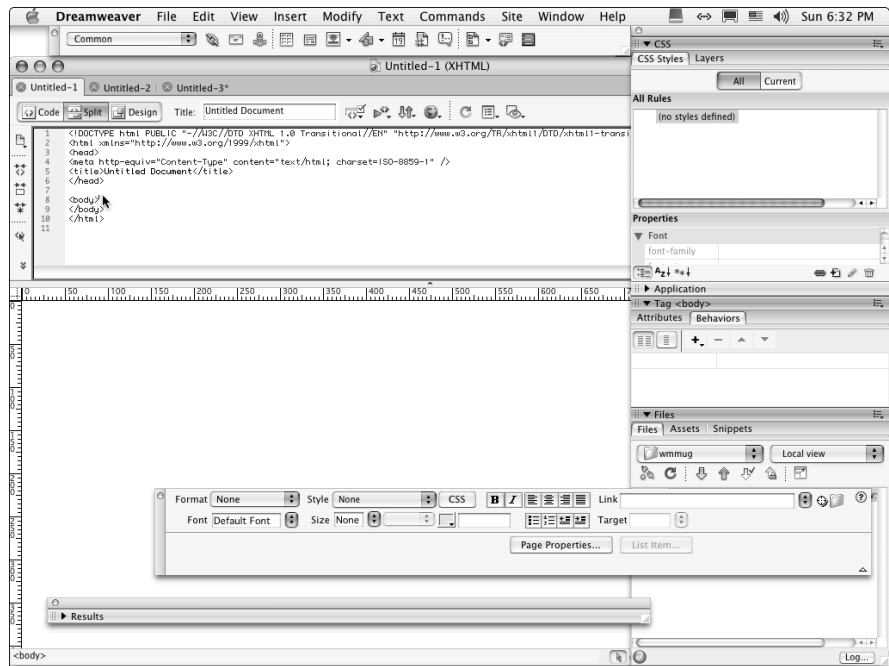 Dreamweaver File Edit View Insert Modify Text Commands Site Window Help Sun 6:32 PM
Common
CSS
CSS Styles Layers
Untitled-1 (XHTML)
Untitled-1 Untitled-2 Untitled-3*
All Current
Code Split Design Title: Untitled Document
All Rules
(no styles defined)
1 <!DOCTYPE html PUBLIC "-//W3C//DTD XHTML 1.0 Transitional//EN" "http://www.w3.org/TR/xhtml1/DTD/xhtml1-transi
2 <html xmlns="http://www.w3.org/1999/xhtml">
3 <head>
4 <meta http-equiv="Content-Type" content="text/html; charset=ISO-8859-1" />
5 <title>Untitled Document</title>
6 </head>
7
8 <body>
9 </body>
10 </html>
11
Properties
Font
font-family
Application
0 50 100 150 200 250 300 350 400 450 500 550 600 650
Tag <body>
Attributes Behaviors
Files
Files Assets Snippets
wmmug Local view
Format None Style None CSS B I Link
Font Default Font Size None Target
Page Properties... List Item...
Results
<body>
Log...